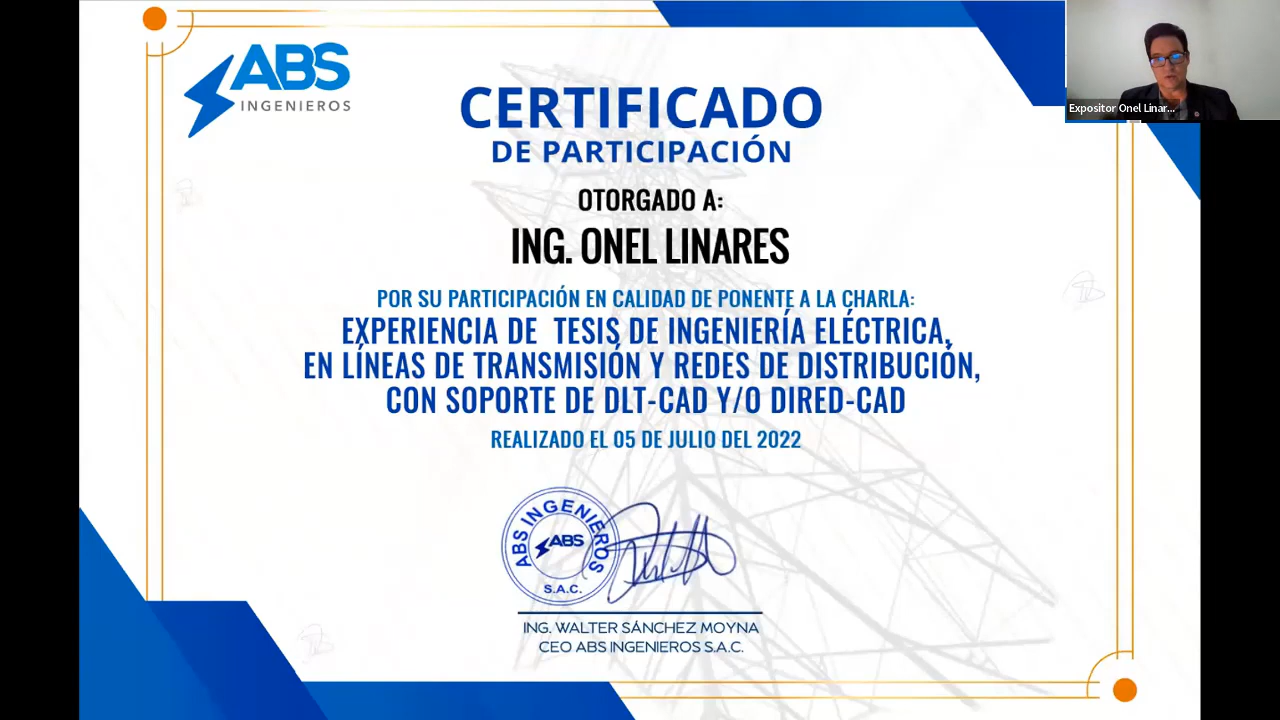 ABS
INGENIEROS
Expositor Onel Linar...
CERTIFICADO
DE PARTICIPACIÓN
OTORGADO A:
ING. ONEL LINARES
POR SU PARTICIPACIÓN EN CALIDAD DE PONENTE A LA CHARLA:
EXPERIENCIA DE TESIS DE INGENIERÍA ELÉCTRICA,
EN LÍNEAS DE TRANSMISIÓN Y REDES DE DISTRIBUCIÓN,
CON SOPORTE DE DLT-CAD Y/O DIRED-CAD
REALIZADO EL 05 DE JULIO DEL 2022
ABS INGENIEROS
ABS
S.A.C.
ING. WALTER SÁNCHEZ MOYNA
CEO ABS INGENIEROS S.A.C.